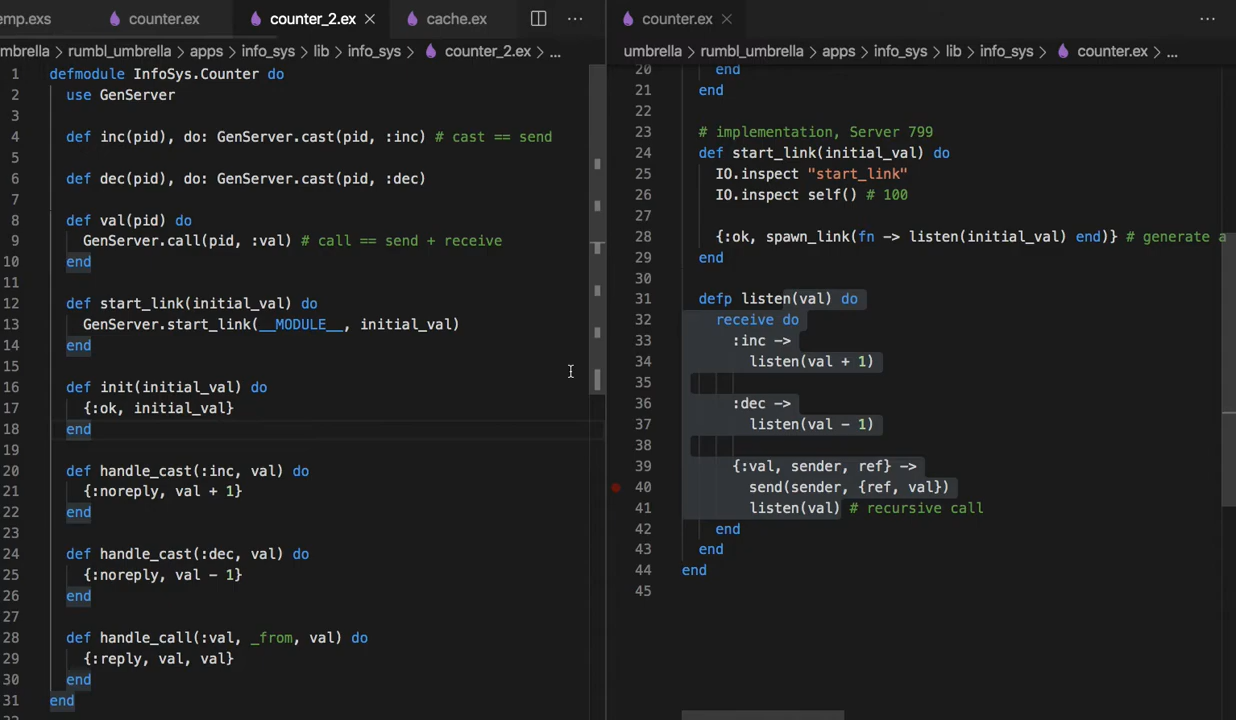 emp.exs counter.ex counter_2.ex × cache.ex ···
mbrella > rumbl_umbrella > apps > info_sys > lib > info_sys > counter_2.ex > ...
1 defmodule InfoSys.Counter do
2 use GenServer
3
4 def inc(pid), do: GenServer.cast(pid, :inc) # cast == send
5
6 def dec(pid), do: GenServer.cast(pid, :dec)
7
8 def val(pid) do
9 GenServer.call(pid, :val) # call == send + receive
10 end
11
12 def start_link(initial_val) do
13 GenServer.start_link(__MODULE__, initial_val)
14 end
15
16 def init(initial_val) do
17 {:ok, initial_val}
18 end
19
20 def handle_cast(:inc, val) do
21 {:noreply, val + 1}
22 end
23
24 def handle_cast(:dec, val) do
25 {:noreply, val - 1}
26 end
27
28 def handle_call(:val, _from, val) do
29 {:reply, val, val}
30 end
31 end
counter.ex × ···
umbrella > rumbl_umbrella > apps > info_sys > lib > info_sys > counter.ex > ...
20 end
21 end
22
23 # implementation, Server 799
24 def start_link(initial_val) do
25 IO.inspect "start_link"
26 IO.inspect self() # 100
27
28 {:ok, spawn_link(fn -> listen(initial_val) end)} # generate a
29 end
30
31 defp listen(val) do
32 receive do
33 :inc ->
34 listen(val + 1)
35
36 :dec ->
37 listen(val - 1)
38
39 {:val, sender, ref} ->
40 send(sender, {ref, val})
41 listen(val) # recursive call
42 end
43 end
44 end
45